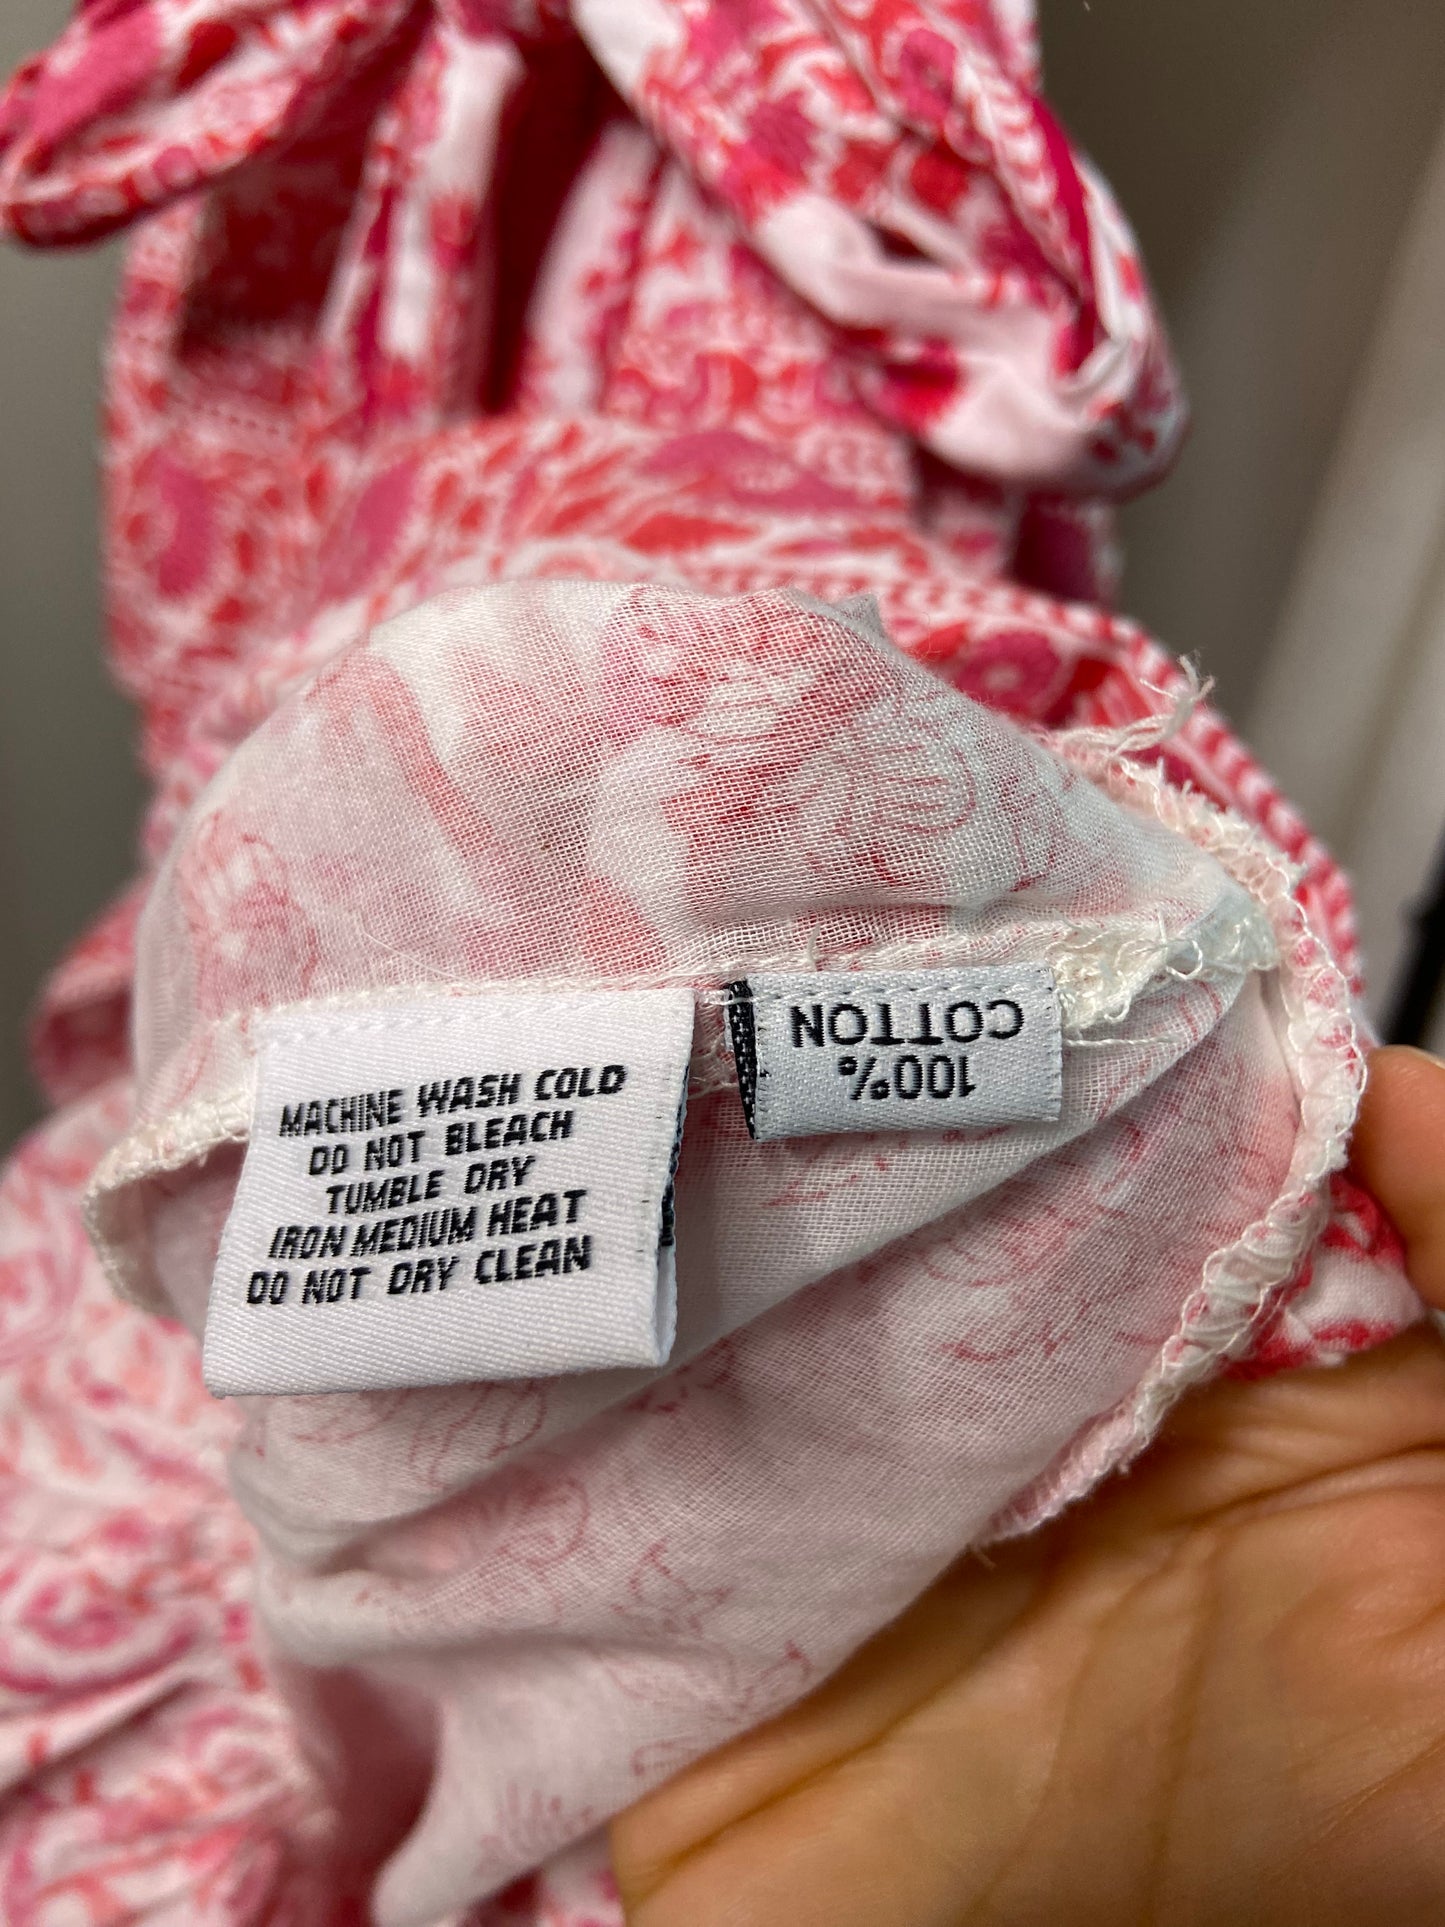 MACHINE WASH COLD
DO NOT BLEACH
TUMBLE DRY
IRON MEDIUM HEAT
DO NOT DRY CLEAN
100%
COTTON